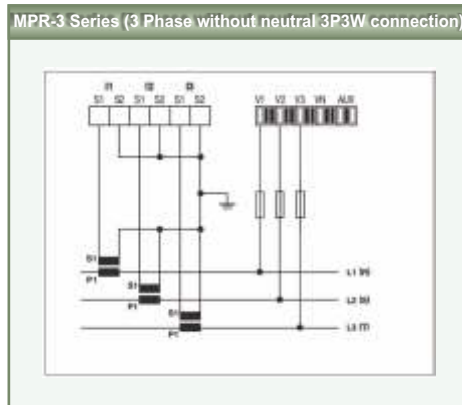 MPR-3 Series (3 Phase without neutral 3P3W connection)
I1 I2 I3
S1 S2 S1 S2 S1 S2
V1 V2 V3 VN AUX
S1
P1
L1 (R)
S1
P1
L2 (S)
S1
P1
L3 (T)